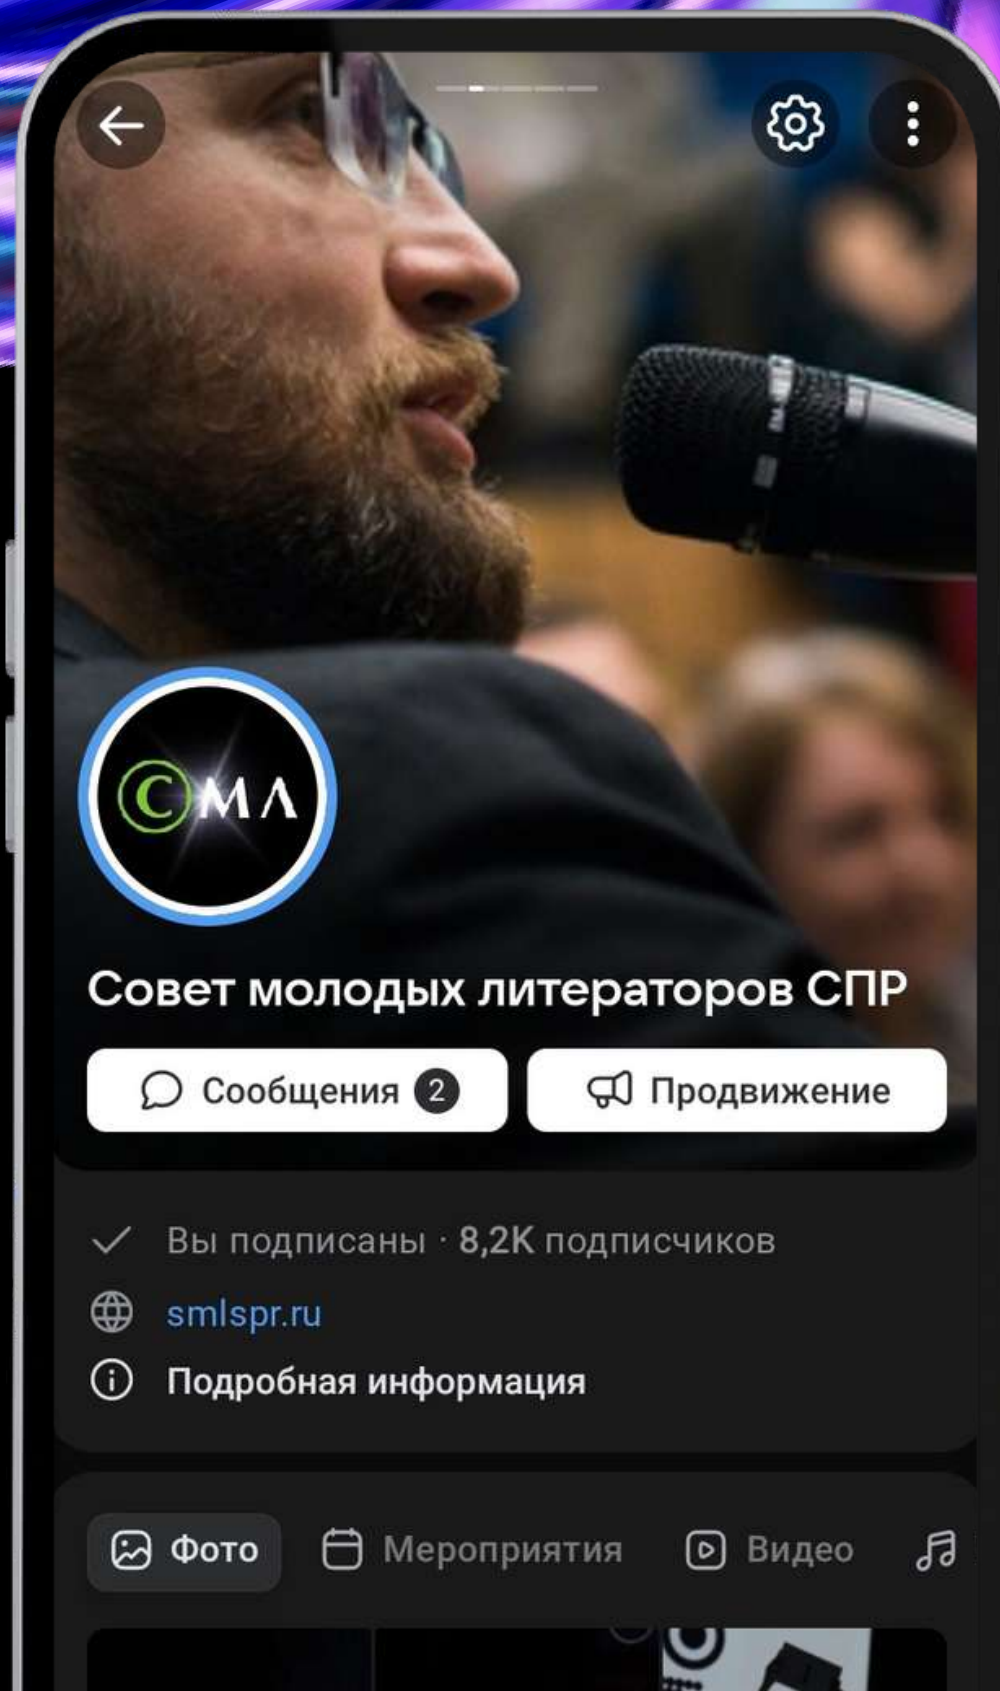 СМЛ
Совет молодых литераторов СПР
Сообщения 2
Продвижение
Вы подписаны · 8,2K подписчиков
smlspr.ru
Подробная информация
Фото
Мероприятия
Видео